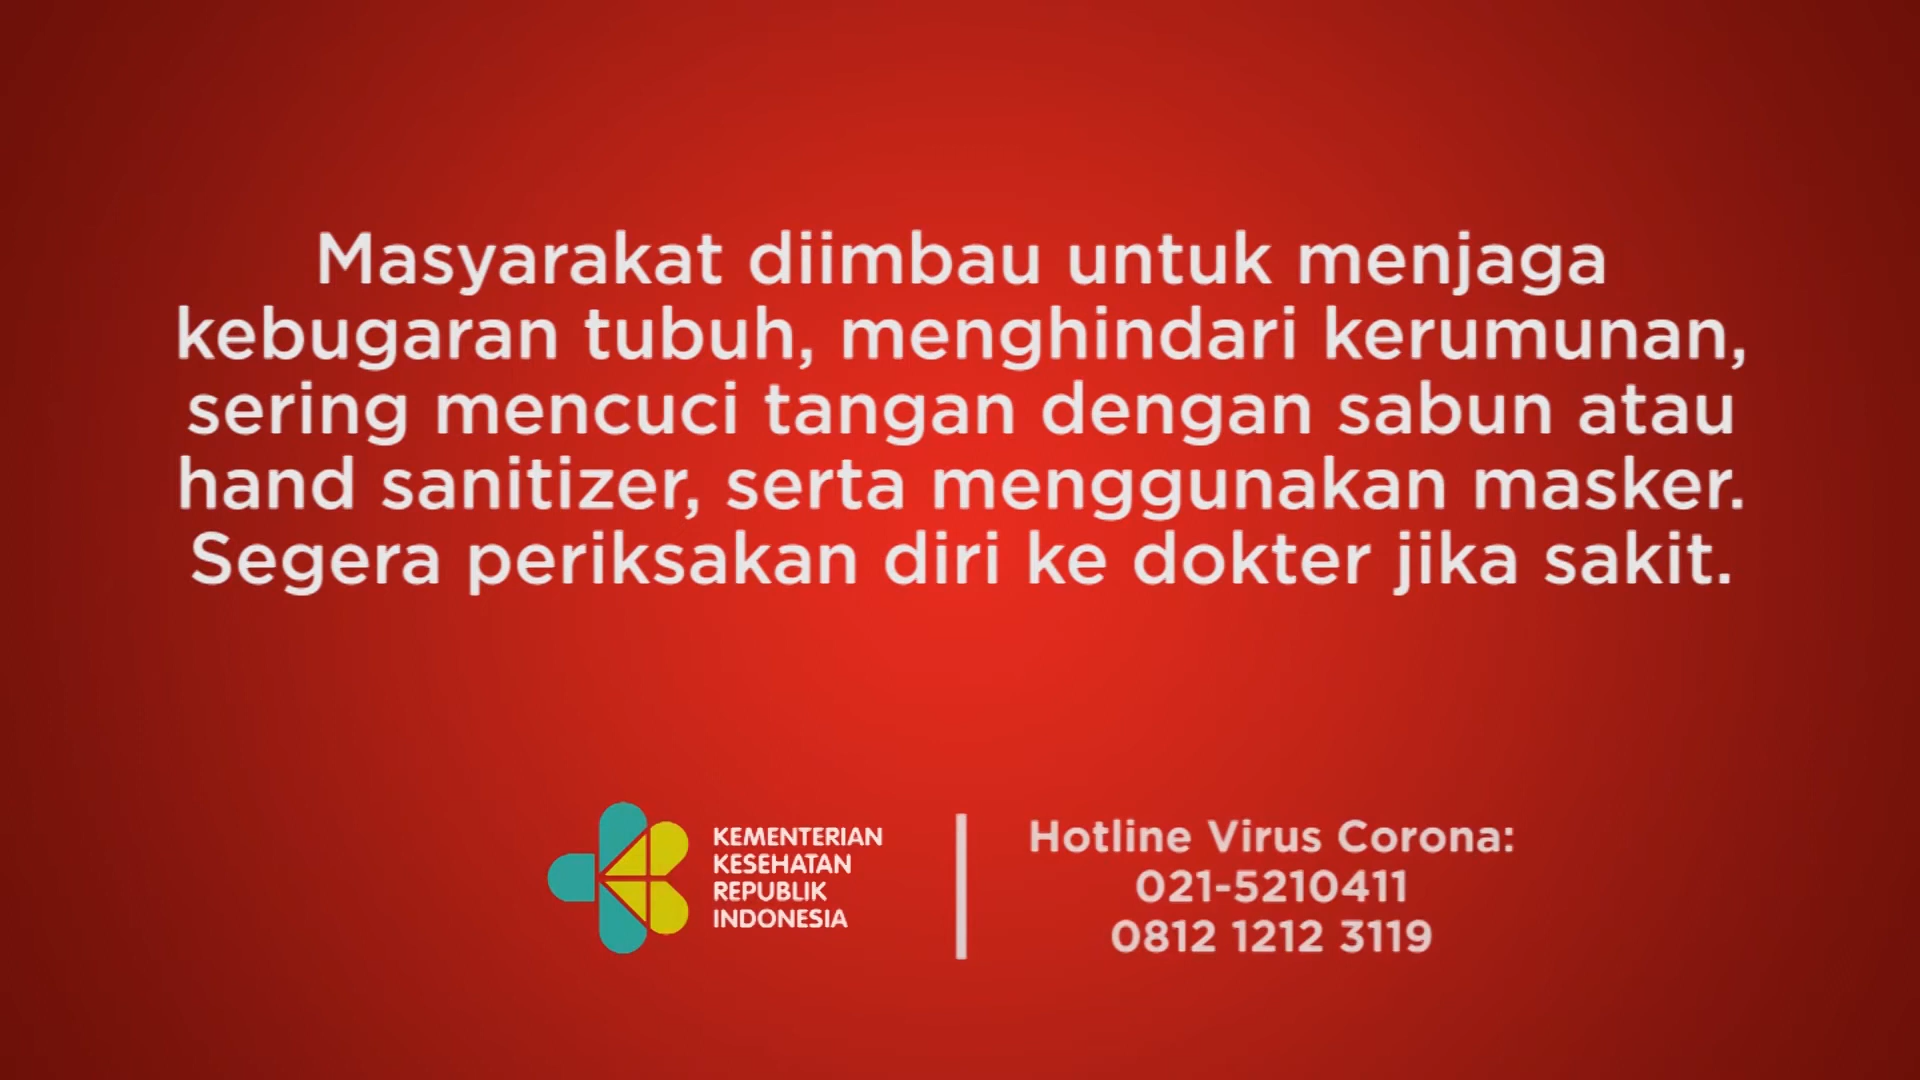 Masyarakat diimbau untuk menjaga
kebugaran tubuh, menghindari kerumunan,
sering mencuci tangan dengan sabun atau
hand sanitizer, serta menggunakan masker.
Segera periksakan diri ke dokter jika sakit.
KEMENTERIAN
KESEHATAN
REPUBLIK
INDONESIA
Hotline Virus Corona:
021-5210411
0812 1212 3119